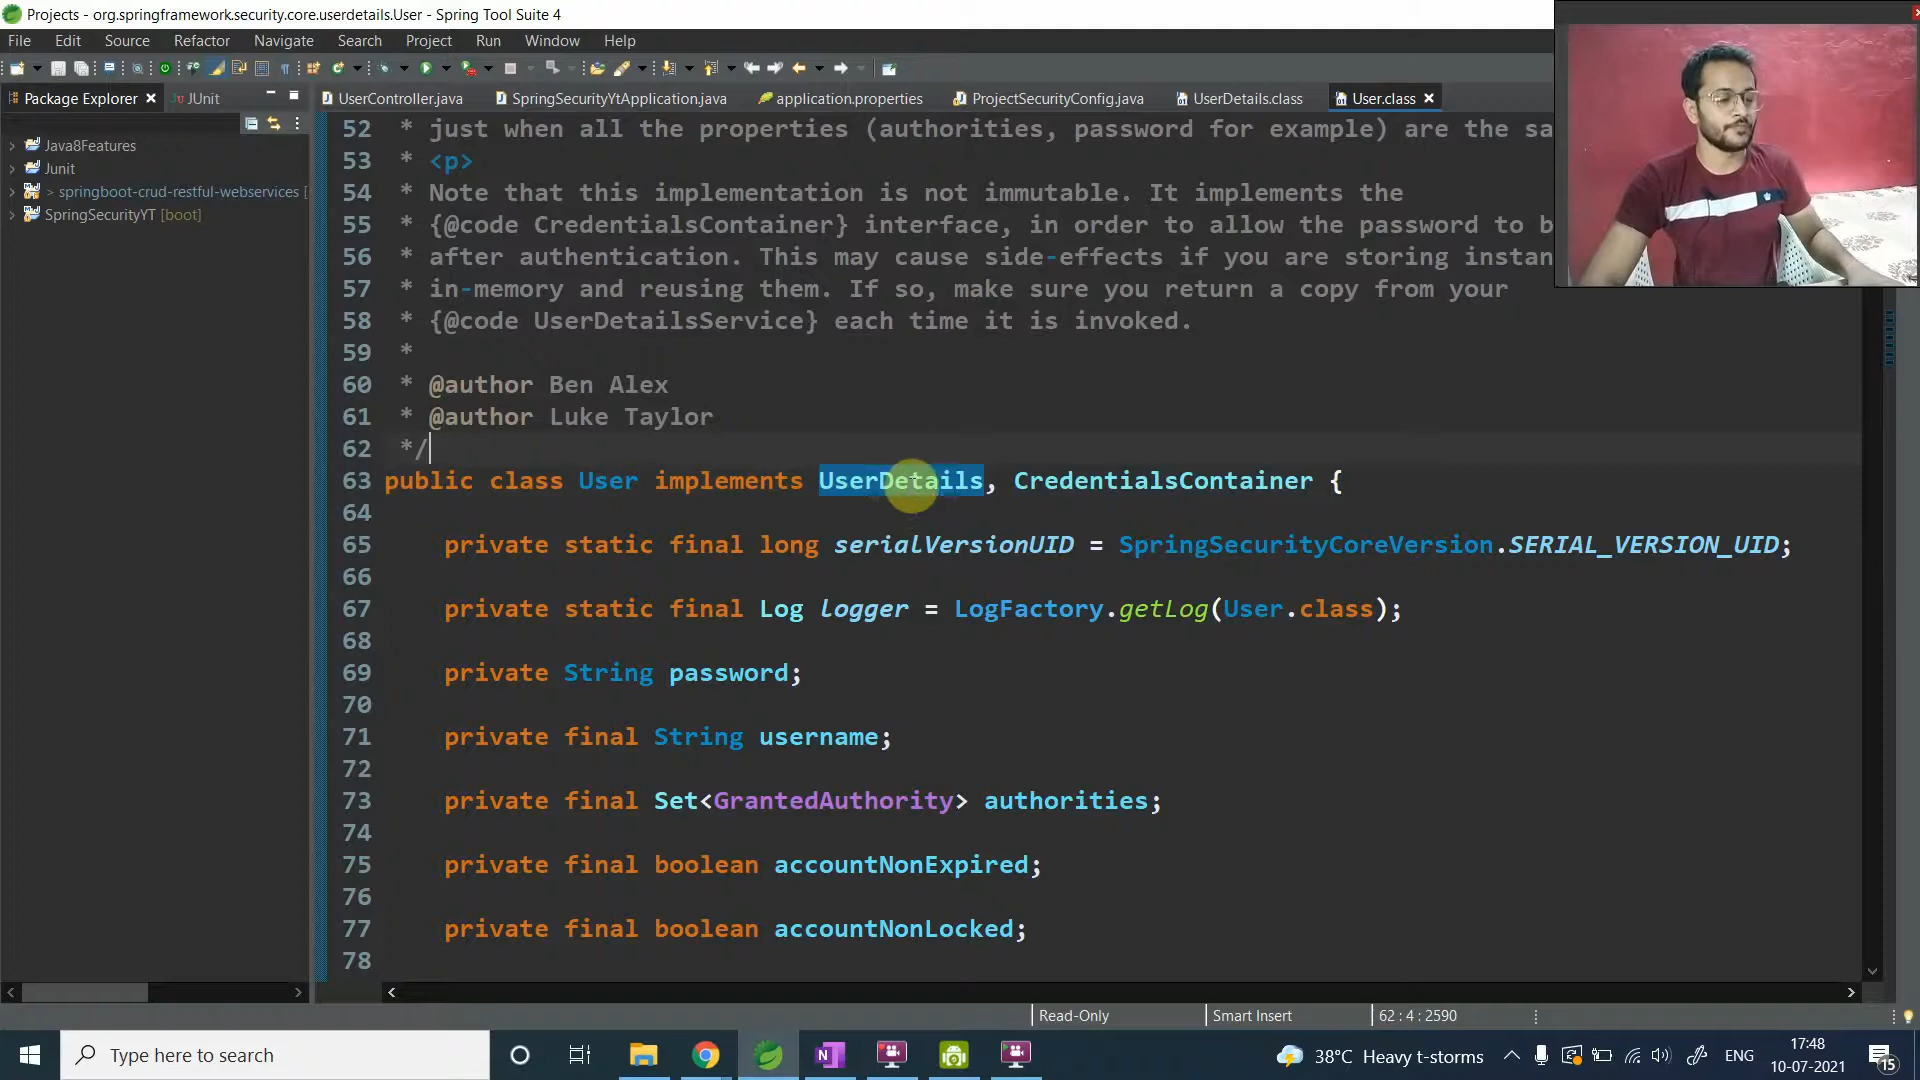 Projects - org.springframework.security.core.userdetails.User - Spring Tool Suite 4
File Edit Source Refactor Navigate Search Project Run Window Help
Package Explorer JUnit
UserController.java SpringSecurityYtApplication.java application.properties ProjectSecurityConfig.java UserDetails.class User.class
Java8Features
Junit
> springboot-crud-restful-webservices [
SpringSecurityYT [boot]
52 * just when all the properties (authorities, password for example) are the sa
53 * <p>
54 * Note that this implementation is not immutable. It implements the
55 * {@code CredentialsContainer} interface, in order to allow the password to b
56 * after authentication. This may cause side-effects if you are storing instan
57 * in-memory and reusing them. If so, make sure you return a copy from your
58 * {@code UserDetailsService} each time it is invoked.
59 *
60 * @author Ben Alex
61 * @author Luke Taylor
62 */
63 public class User implements UserDetails, CredentialsContainer {
64
65 private static final long serialVersionUID = SpringSecurityCoreVersion.SERIAL_VERSION_UID;
66
67 private static final Log logger = LogFactory.getLog(User.class);
68
69 private String password;
70
71 private final String username;
72
73 private final Set<GrantedAuthority> authorities;
74
75 private final boolean accountNonExpired;
76
77 private final boolean accountNonLocked;
78
Read-Only Smart Insert 62 : 4 : 2590
Type here to search
38°C Heavy t-storms
ENG
17:48
10-07-2021
15